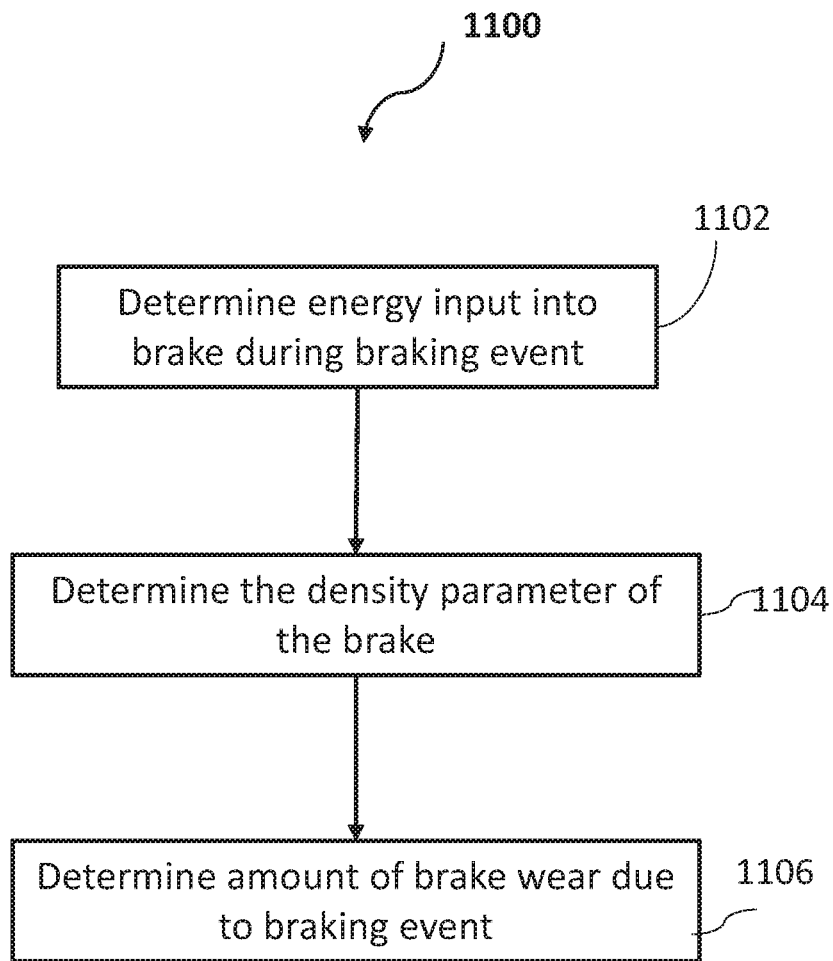 1100
1102
Determine energy input into
brake during braking event
Determine the density parameter of
the brake
1104
Determine amount of brake wear due
to braking event
1106